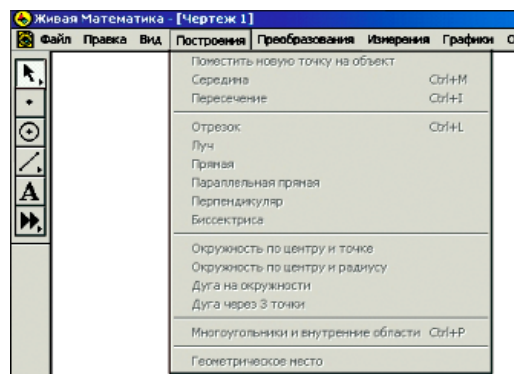 Живая Математика - [Чертеж 1]
Файл Правка Вид Построения Преобразования Измерения Графики
Поместить новую точку на объект
Середина Ctrl+M
Пересечение Ctrl+I
Отрезок Ctrl+L
Луч
Прямая
Параллельная прямая
Перпендикуляр
Биссектриса
Окружность по центру и точке
Окружность по центру и радиусу
Дуга на окружности
Дуга через 3 точки
Многоугольники и внутренние области Ctrl+P
Геометрическое место
A